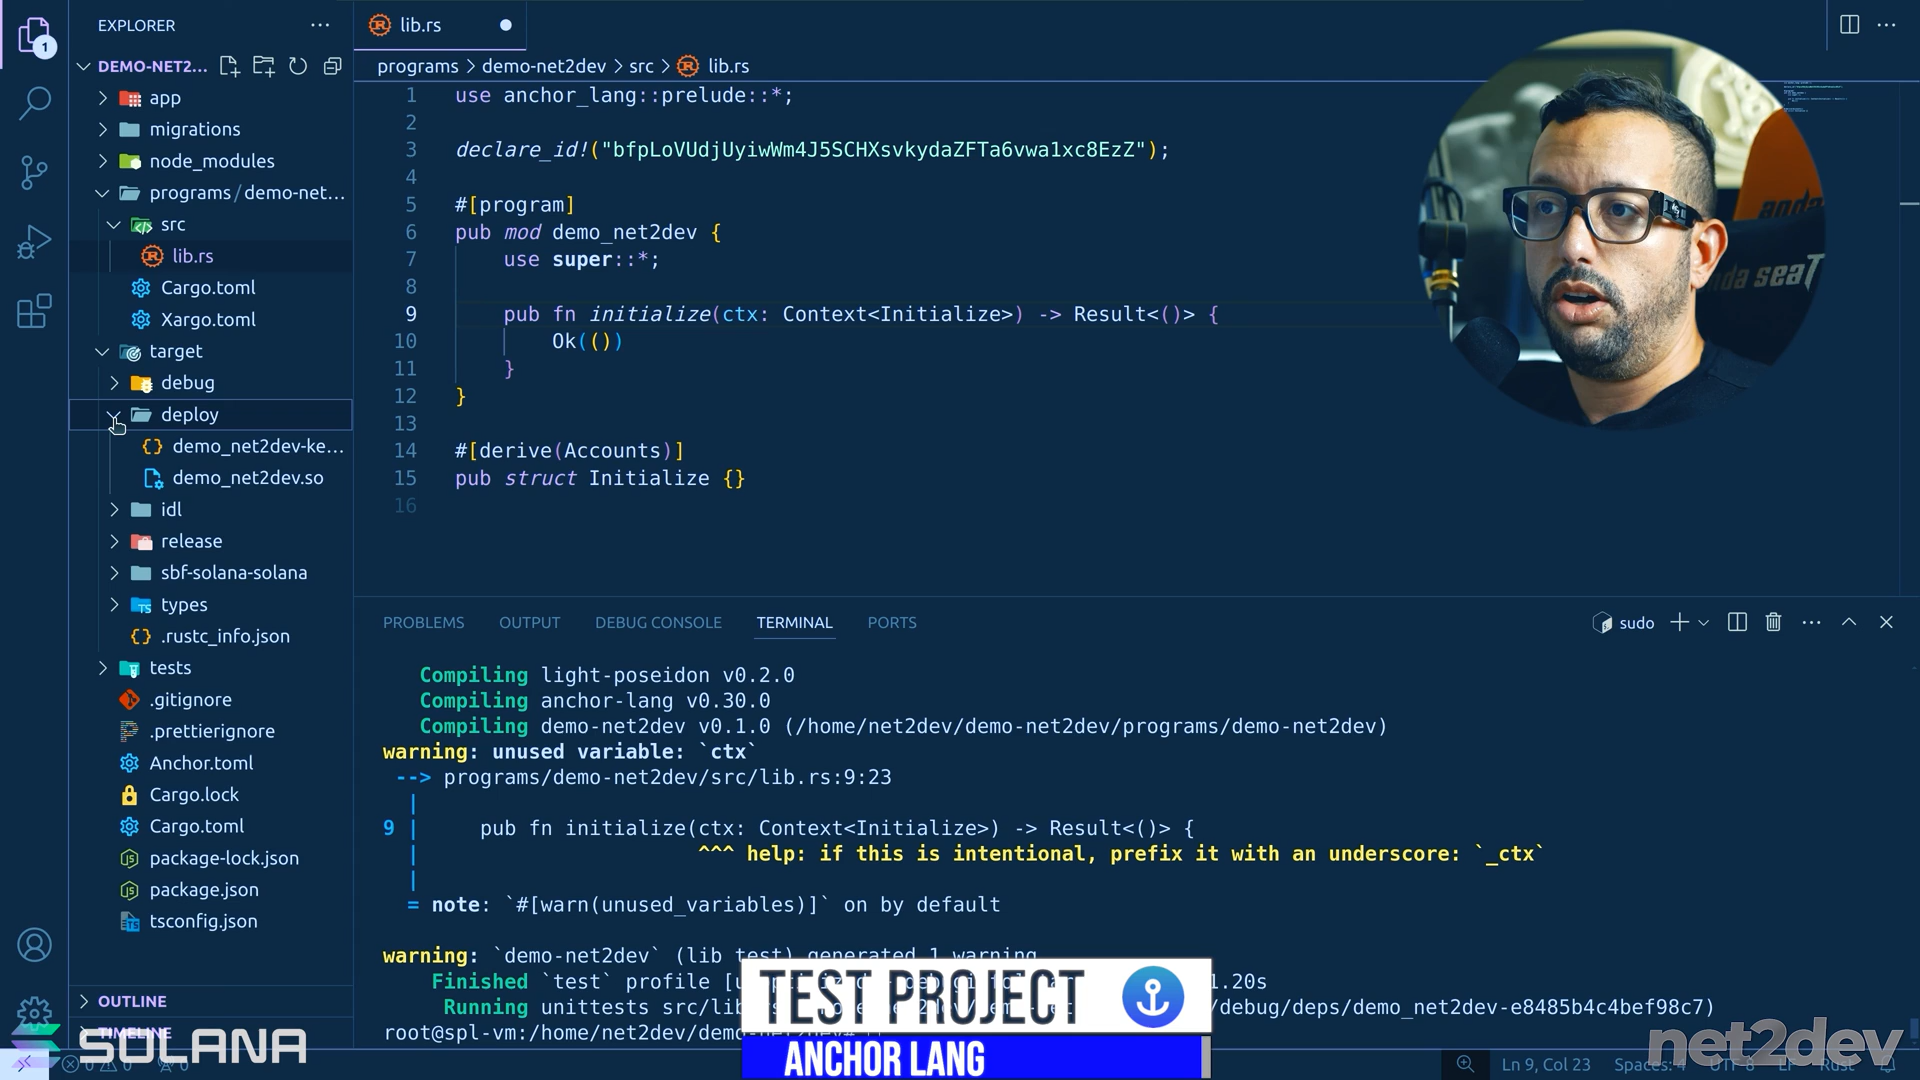 EXPLORER
DEMO-NET2...
app
migrations
node_modules
programs/demo-net...
src
lib.rs
Cargo.toml
Xargo.toml
target
debug
deploy
demo_net2dev-ke...
demo_net2dev.so
idl
release
sbf-solana-solana
types
.rustc_info.json
tests
.gitignore
.prettierignore
Anchor.toml
Cargo.lock
Cargo.toml
package-lock.json
package.json
tsconfig.json
OUTLINE
TIMELINE
SOLANA
1
lib.rs
programs > demo-net2dev > src > lib.rs
1 use anchor_lang::prelude::*;
2
3 declare_id!("bfpLoVUdjUyiwWm4J5SCHXsvkydaZFTa6vwa1xc8EzZ");
4
5 #[program]
6 pub mod demo_net2dev {
7 use super::*;
8
9 pub fn initialize(ctx: Context<Initialize>) -> Result<()> {
10 Ok(())
11 }
12 }
13
14 #[derive(Accounts)]
15 pub struct Initialize {}
16
PROBLEMS OUTPUT DEBUG CONSOLE TERMINAL PORTS
sudo
Compiling light-poseidon v0.2.0
Compiling anchor-lang v0.30.0
Compiling demo-net2dev v0.1.0 (/home/net2dev/demo-net2dev/programs/demo-net2dev)
warning: unused variable: `ctx`
--> programs/demo-net2dev/src/lib.rs:9:23
|
9 | pub fn initialize(ctx: Context<Initialize>) -> Result<()> {
| ^^^ help: if this is intentional, prefix it with an underscore: `_ctx`
|
= note: `#[warn(unused_variables)]` on by default
warning: `demo-net2dev` (lib test) generated 1 warning
Finished `test` profile [u 1.20s
Running unittests src/lib /debug/deps/demo_net2dev-e8485b4c4bef98c7)
root@spl-vm:/home/net2dev/demo-net2dev#
TEST PROJECT
ANCHOR LANG
Ln 9, Col 23 Spaces: 4 UTF-8 LF Rust
net2dev
anda
anda seaT